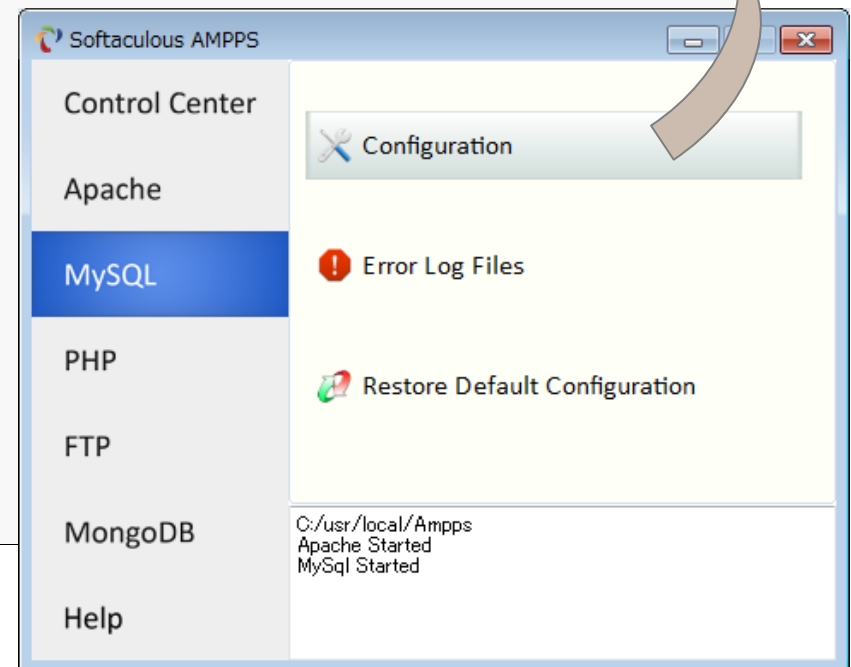 Softaculous AMPPS
Control Center
Apache
MySQL
PHP
FTP
MongoDB
Help
Configuration
Error Log Files
Restore Default Configuration
C:/usr/local/Ampps
Apache Started
MySql Started